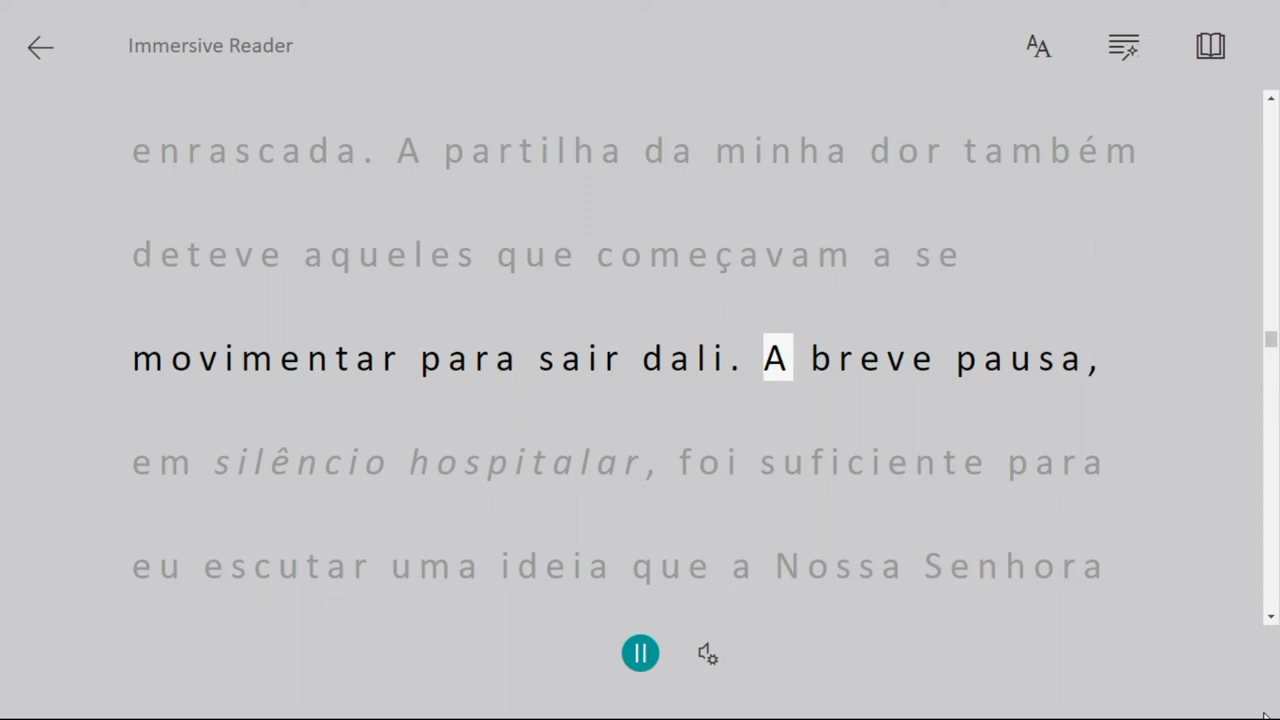 Immersive Reader
enrascada. A partilha da minha dor também
deteve aqueles que começavam a se
movimentar para sair dali. A breve pausa,
em silêncio hospitalar, foi suficiente para
eu escutar uma ideia que a Nossa Senhora